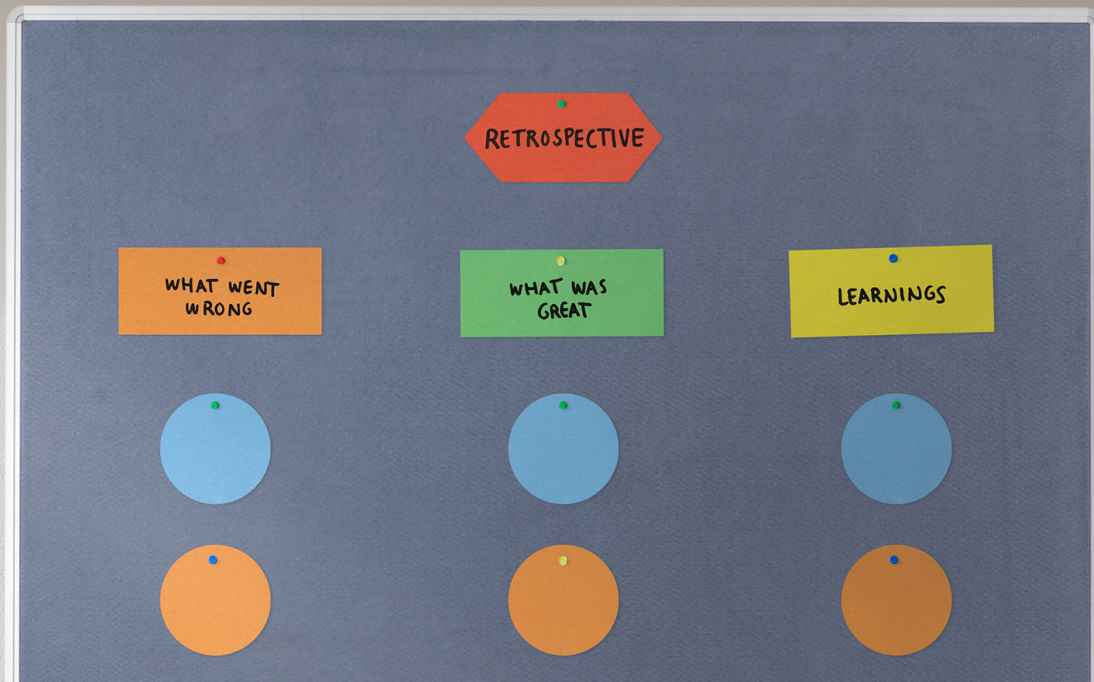 RETROSPECTIVE
WHAT WENT
WRONG
WHAT WAS
GREAT
LEARNINGS